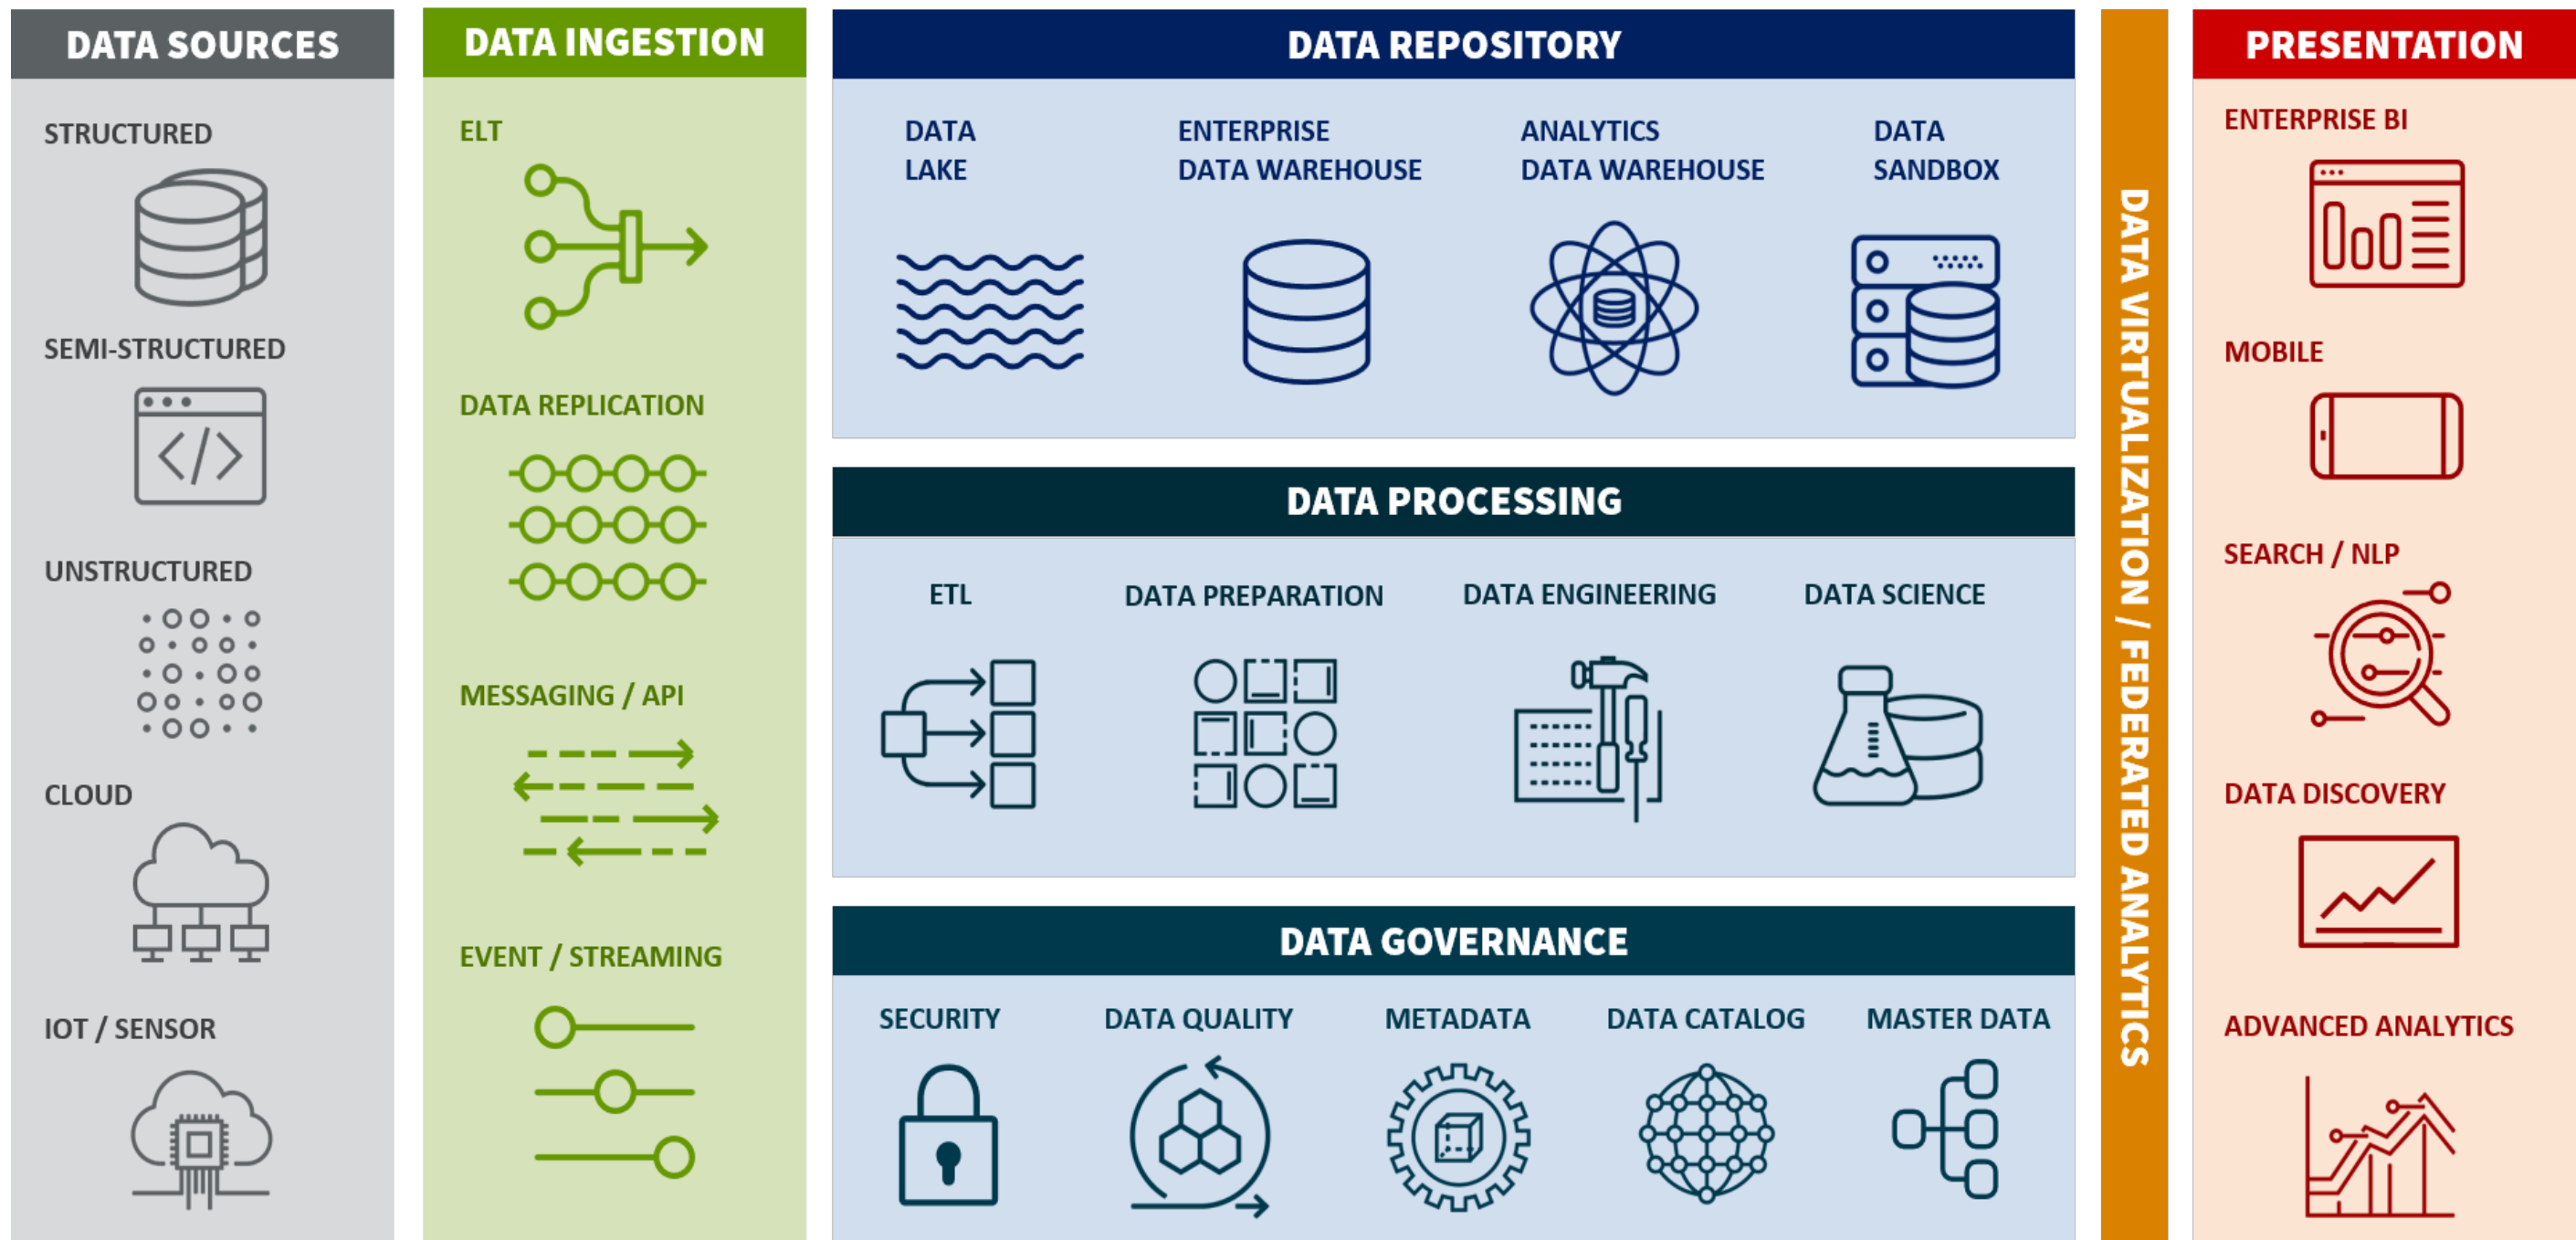 DATA SOURCES
STRUCTURED
SEMI-STRUCTURED
UNSTRUCTURED
CLOUD
IOT / SENSOR
DATA INGESTION
ELT
DATA REPLICATION
MESSAGING / API
EVENT / STREAMING
DATA REPOSITORY
DATA
LAKE
ENTERPRISE
DATA WAREHOUSE
ANALYTICS
DATA WAREHOUSE
DATA
SANDBOX
DATA PROCESSING
ETL
DATA PREPARATION
DATA ENGINEERING
DATA SCIENCE
DATA GOVERNANCE
SECURITY
DATA QUALITY
METADATA
DATA CATALOG
MASTER DATA
DATA VIRTUALIZATION / FEDERATED ANALYTICS
PRESENTATION
ENTERPRISE BI
MOBILE
SEARCH / NLP
DATA DISCOVERY
ADVANCED ANALYTICS